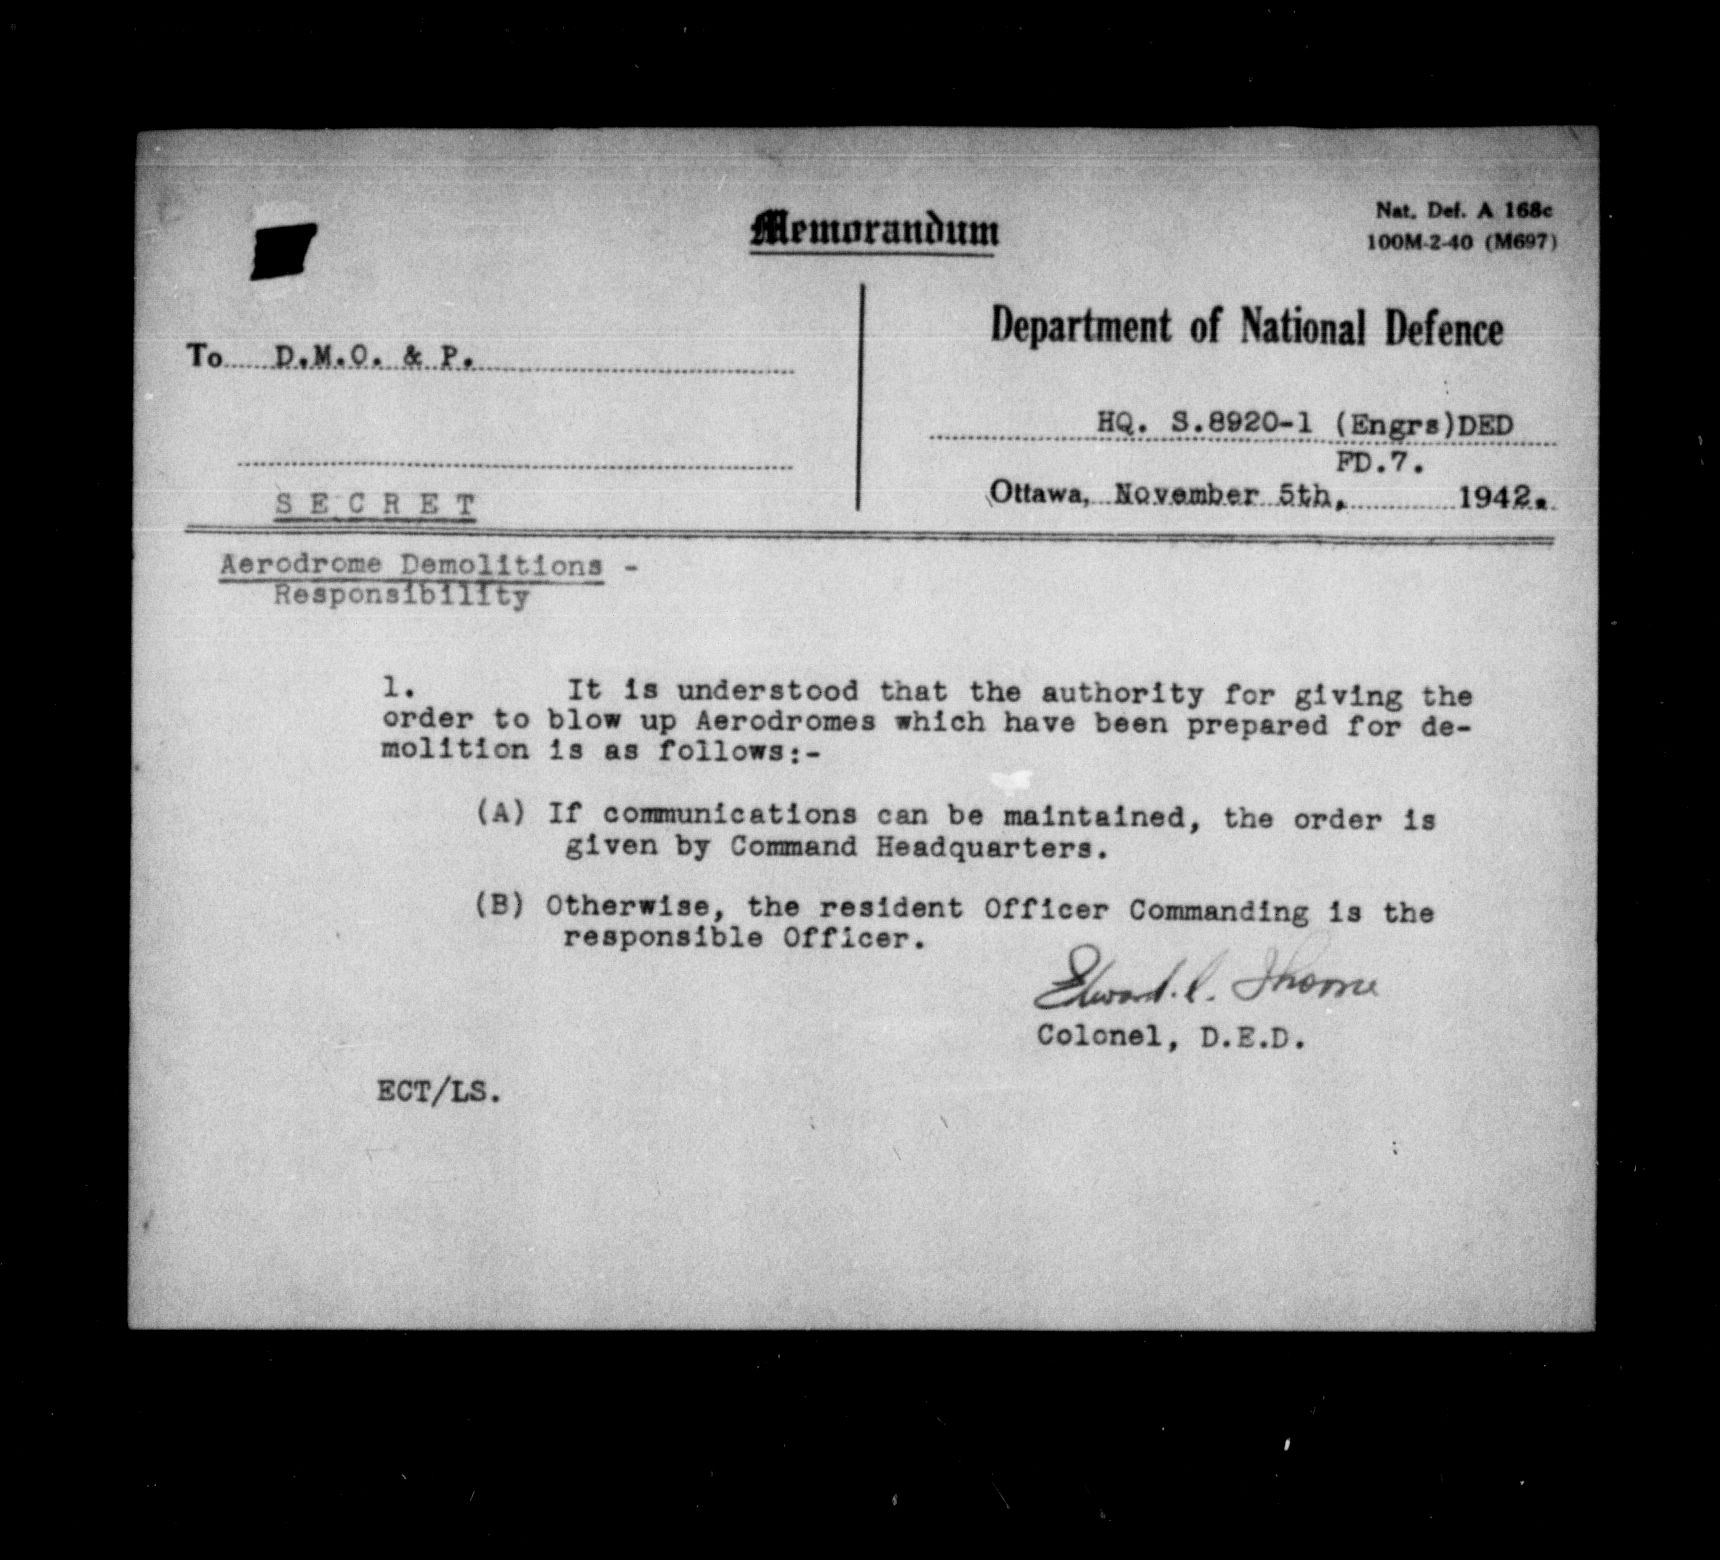 Memorandum
Nat. Def. A 168c
100M-2-40 (M697)
Department of National Defence
To D.M.O. & P.
HQ. S.8920-1 (Engrs)DED
FD.7.
S E C R E T
Ottawa, November 5th, 1942.
Aerodrome Demolitions -
Responsibility
1. It is understood that the authority for giving the
order to blow up Aerodromes which have been prepared for de-
molition is as follows:-
(A) If communications can be maintained, the order is
given by Command Headquarters.
(B) Otherwise, the resident Officer Commanding is the
responsible Officer.
Edward. C. Thorne
Colonel, D.E.D.
ECT/LS.